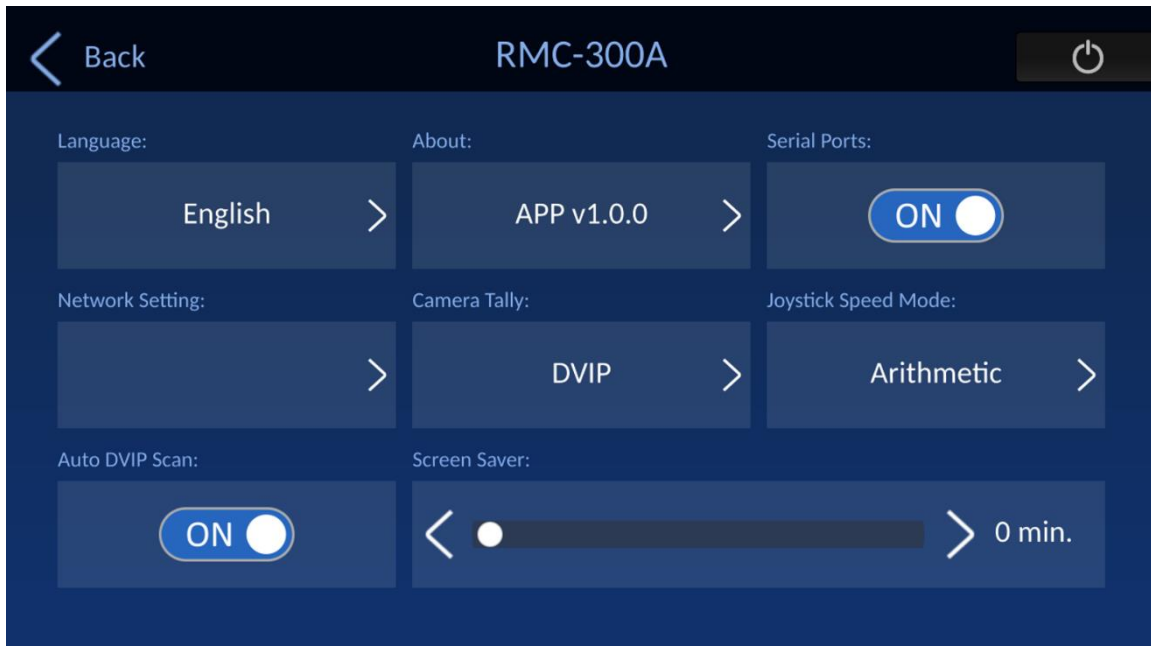 Back
RMC-300A
Language:
About:
Serial Ports:
English
APP v1.0.0
ON
Network Setting:
Camera Tally:
Joystick Speed Mode:
DVIP
Arithmetic
Auto DVIP Scan:
Screen Saver:
ON
0 min.